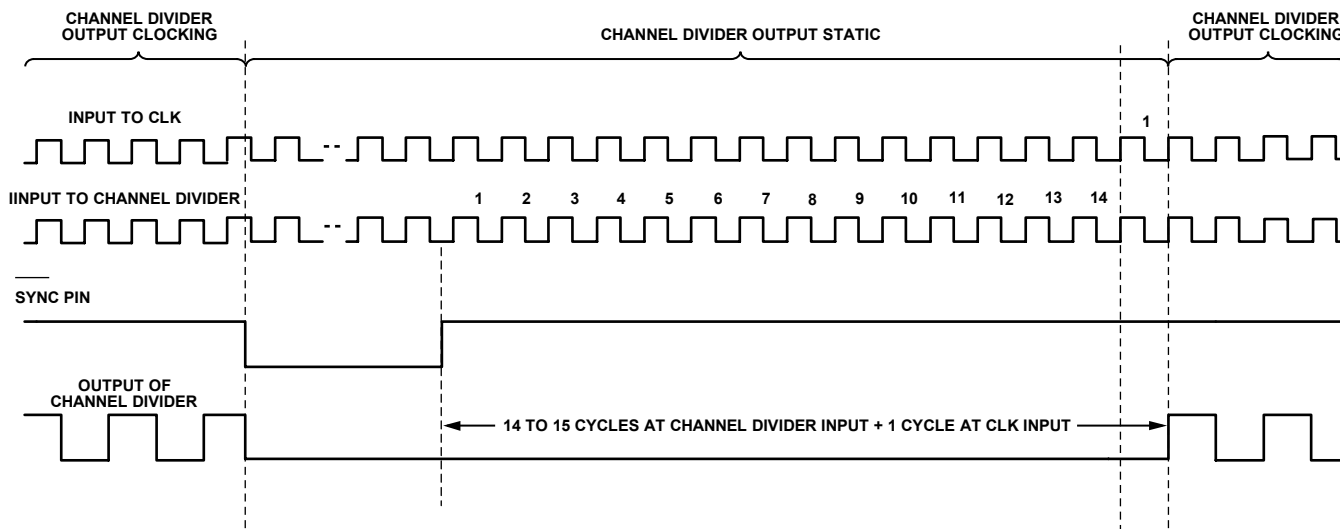 CHANNEL DIVIDER
OUTPUT CLOCKING
CHANNEL DIVIDER OUTPUT STATIC
CHANNEL DIVIDER
OUTPUT CLOCKING
INPUT TO CLK
1
IINPUT TO CHANNEL DIVIDER
1 2 3 4 5 6 7 8 9 10 11 12 13 14
SYNC PIN
OUTPUT OF
CHANNEL DIVIDER
14 TO 15 CYCLES AT CHANNEL DIVIDER INPUT + 1 CYCLE AT CLK INPUT